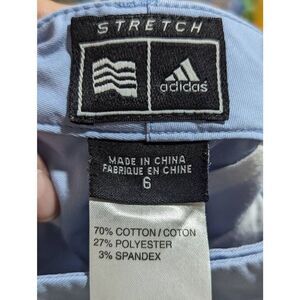 STRETCH
adidas
MADE IN CHINA
FABRIQUE EN CHINE
6
70% COTTON/COTON
27% POLYESTER
3% SPANDEX